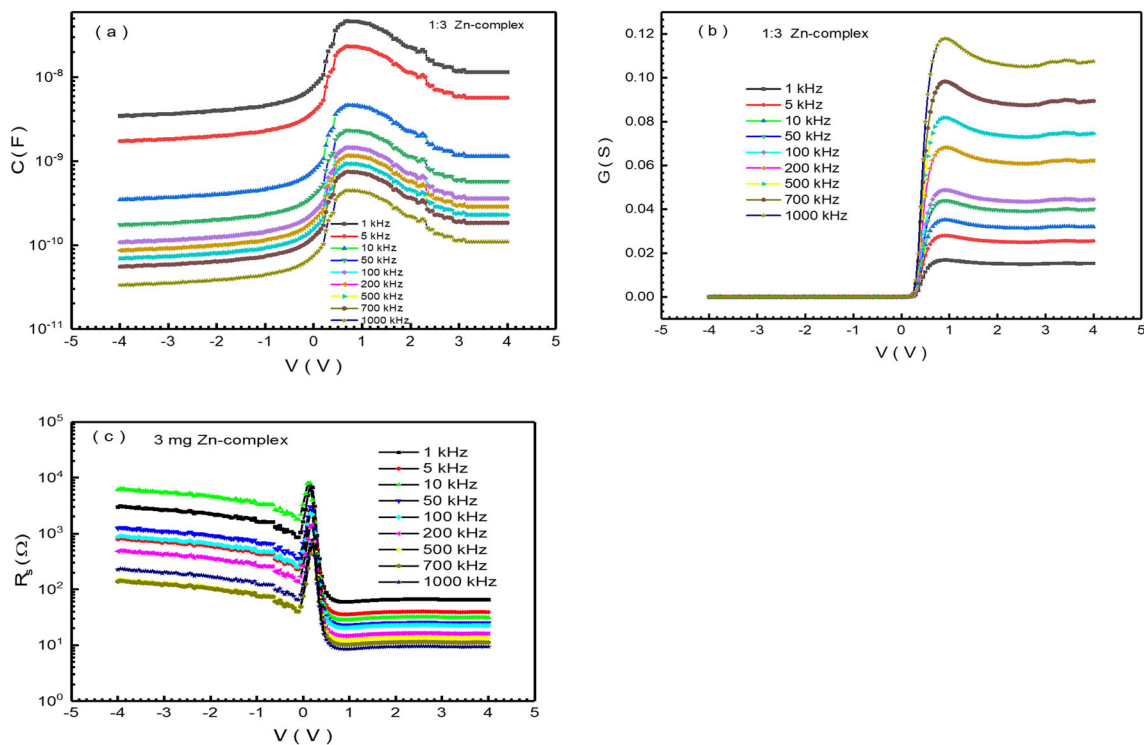 ( a ) 1:3 Zn-complex
10⁻⁸
10⁻⁹
10⁻¹⁰
10⁻¹¹
C (F)
1 kHz
5 kHz
10 kHz
50 kHz
100 kHz
200 kHz
500 kHz
700 kHz
1000 kHz
-5 -4 -3 -2 -1 0 1 2 3 4 5
V ( V )
( b ) 1:3 Zn-complex
0.12
0.10
0.08
0.06
0.04
0.02
0.00
G (S)
1 kHz
5 kHz
10 kHz
50 kHz
100 kHz
200 kHz
500 kHz
700 kHz
1000 kHz
-5 -4 -3 -2 -1 0 1 2 3 4 5
V ( V )
( c ) 3 mg Zn-complex
10⁵
10⁴
10³
10²
10¹
10⁰
Rₛ (Ω)
1 kHz
5 kHz
10 kHz
50 kHz
100 kHz
200 kHz
500 kHz
700 kHz
1000 kHz
-5 -4 -3 -2 -1 0 1 2 3 4 5
V ( V )